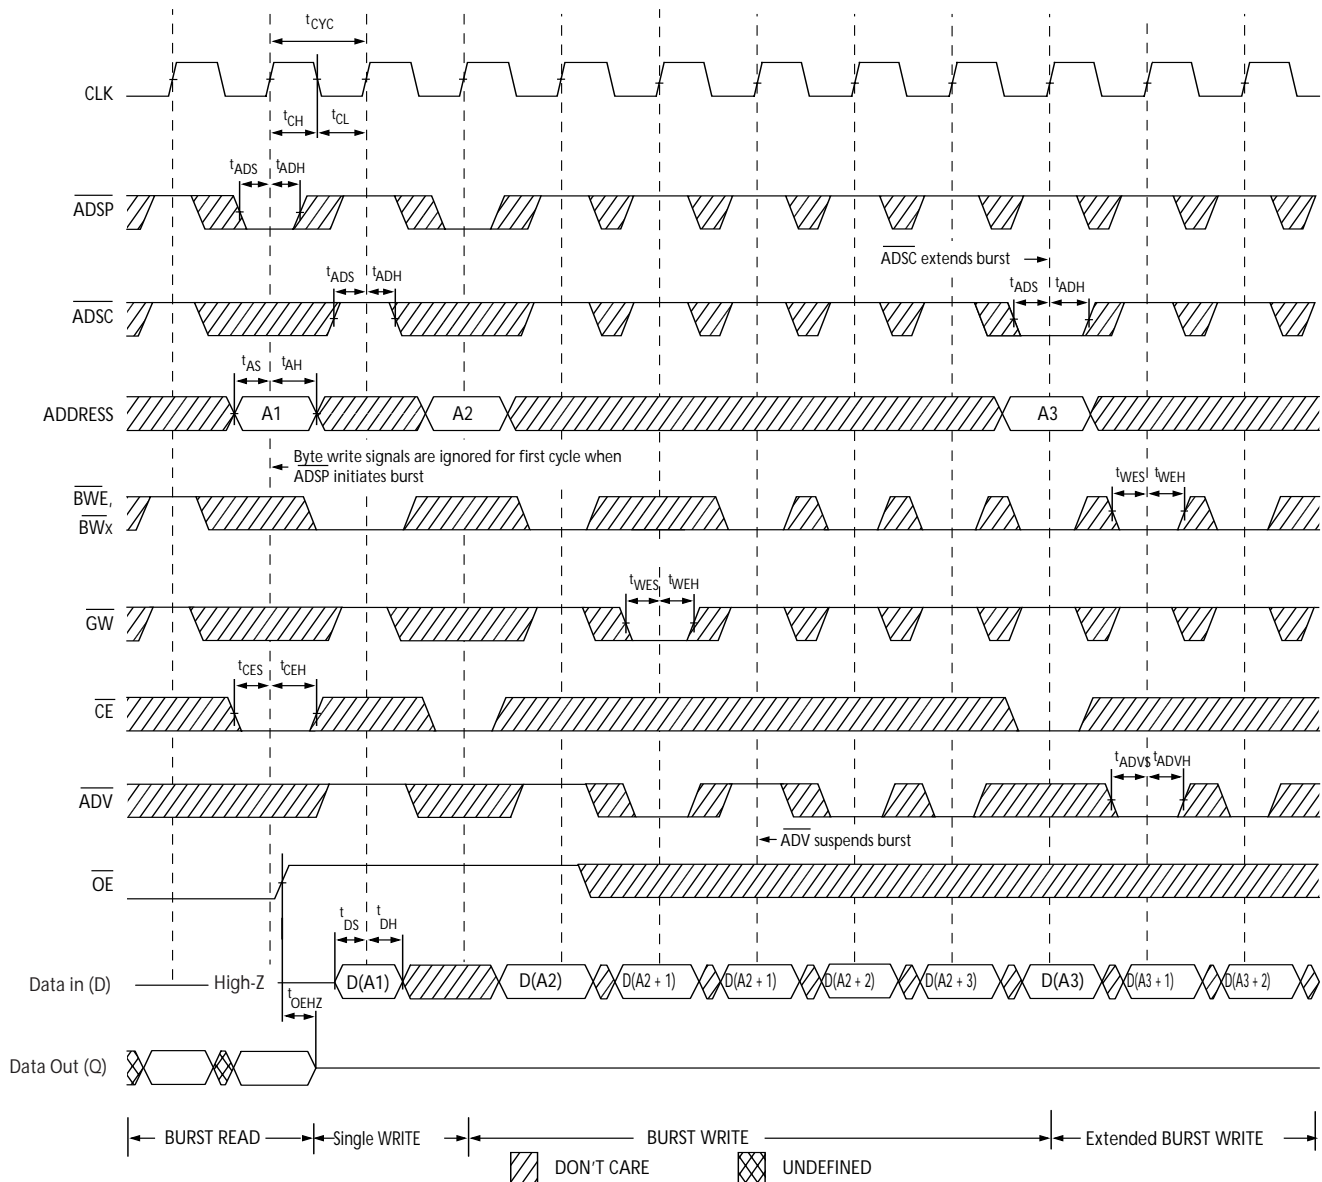 tCYC
CLK
tCH tCL
tADS tADH
ADSP
ADSC extends burst
tADS tADH
tADS tADH
ADSC
tAS tAH
ADDRESS A1 A2 A3
Byte write signals are ignored for first cycle when
ADSP initiates burst
tWES tWEH
BWE,
BWx
tWES tWEH
GW
tCES tCEH
CE
tADVS tADVH
ADV
ADV suspends burst
OE
tDS tDH
Data in (D) High-Z D(A1) D(A2) D(A2 + 1) D(A2 + 1) D(A2 + 2) D(A2 + 3) D(A3) D(A3 + 1) D(A3 + 2)
tOEHZ
Data Out (Q)
BURST READ Single WRITE BURST WRITE Extended BURST WRITE
DON'T CARE UNDEFINED